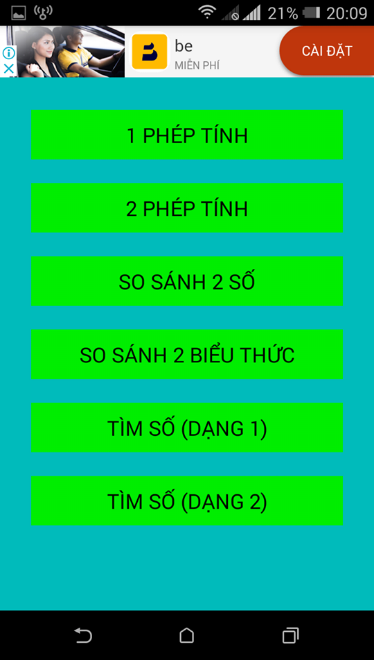 21% 20:09
be
MIỄN PHÍ
CÀI ĐẶT
1 PHÉP TÍNH
2 PHÉP TÍNH
SO SÁNH 2 SỐ
SO SÁNH 2 BIỂU THỨC
TÌM SỐ (DẠNG 1)
TÌM SỐ (DẠNG 2)